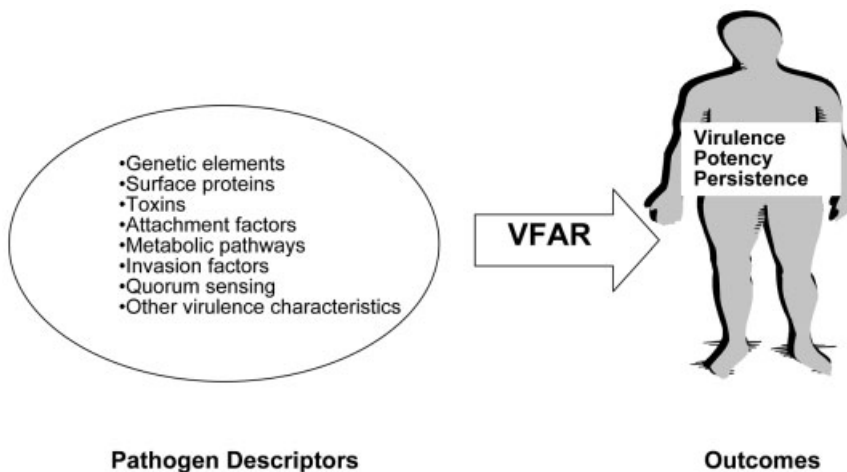 •Genetic elements
•Surface proteins
•Toxins
•Attachment factors
•Metabolic pathways
•Invasion factors
•Quorum sensing
•Other virulence characteristics
VFAR
Virulence
Potency
Persistence
Pathogen Descriptors
Outcomes